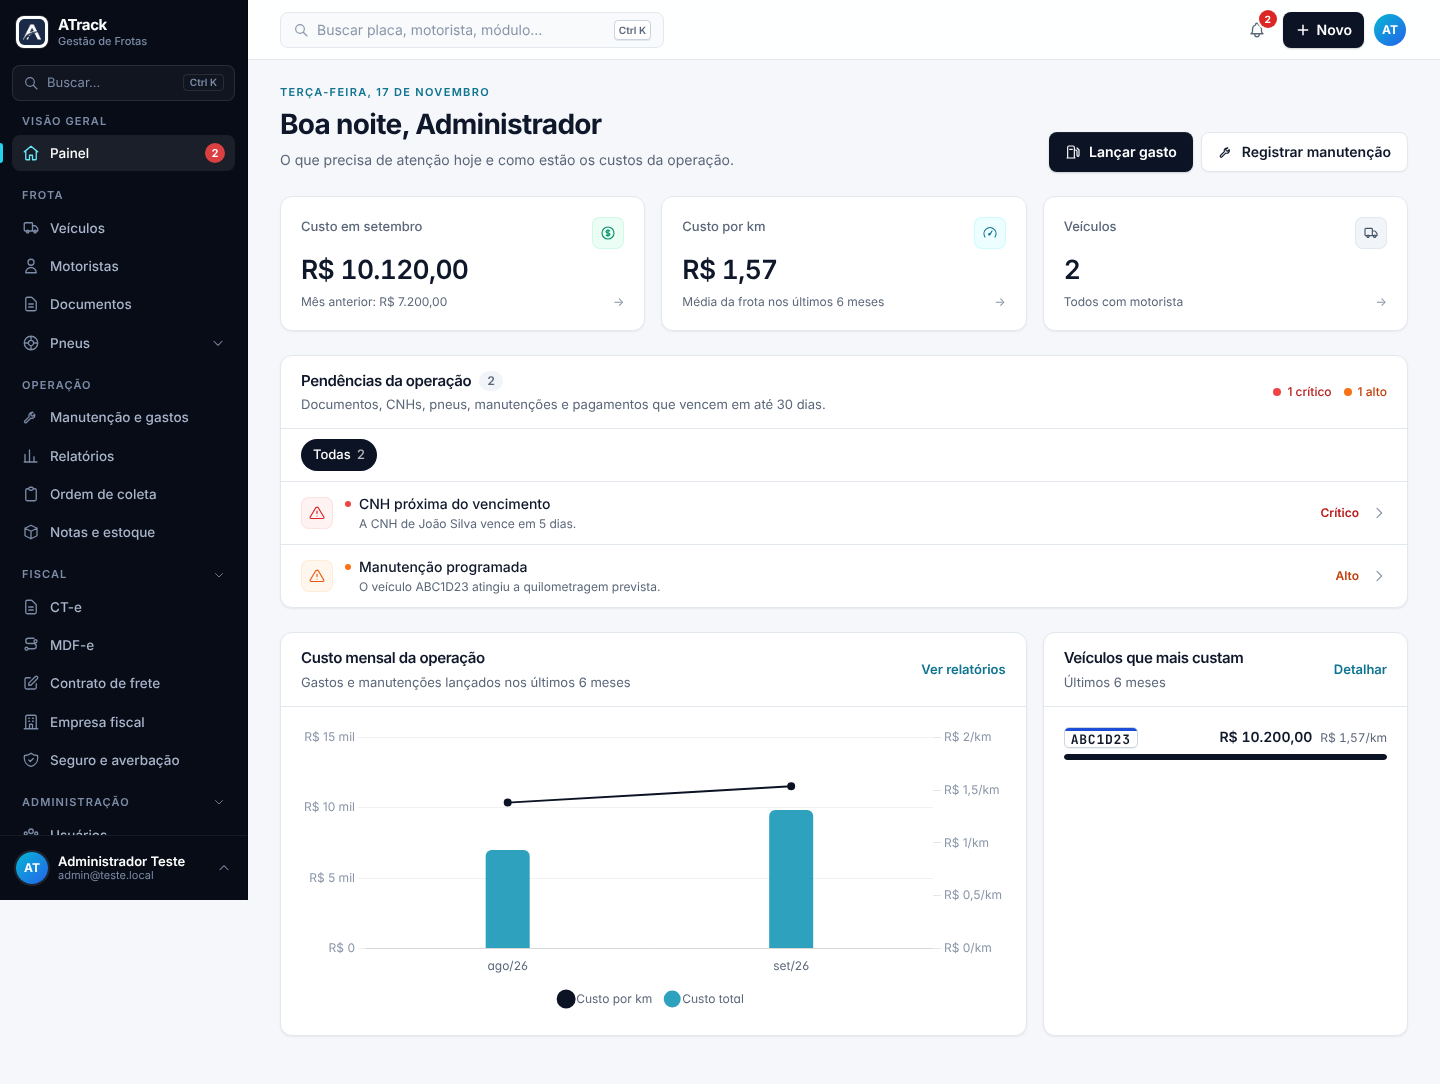 ATrack
Gestão de Frotas
Buscar...
Ctrl K
VISÃO GERAL
Painel
2
FROTA
Veículos
Motoristas
Documentos
Pneus
OPERAÇÃO
Manutenção e gastos
Relatórios
Ordem de coleta
Notas e estoque
FISCAL
CT-e
MDF-e
Contrato de frete
Empresa fiscal
Seguro e averbação
ADMINISTRAÇÃO
Usuários
AT
Administrador Teste
admin@teste.local
Buscar placa, motorista, módulo...
Ctrl K
2
Novo
AT
TERÇA-FEIRA, 17 DE NOVEMBRO
Boa noite, Administrador
O que precisa de atenção hoje e como estão os custos da operação.
Lançar gasto
Registrar manutenção
Custo em setembro
R$ 10.120,00
Mês anterior: R$ 7.200,00
Custo por km
R$ 1,57
Média da frota nos últimos 6 meses
Veículos
2
Todos com motorista
Pendências da operação 2
Documentos, CNHs, pneus, manutenções e pagamentos que vencem em até 30 dias.
1 crítico
1 alto
Todas 2
CNH próxima do vencimento
A CNH de João Silva vence em 5 dias.
Crítico
Manutenção programada
O veículo ABC1D23 atingiu a quilometragem prevista.
Alto
Custo mensal da operação
Gastos e manutenções lançados nos últimos 6 meses
Ver relatórios
R$ 15 mil
R$ 10 mil
R$ 5 mil
R$ 0
R$ 2/km
R$ 1,5/km
R$ 1/km
R$ 0,5/km
R$ 0/km
ago/26
set/26
Custo por km
Custo total
Veículos que mais custam
Últimos 6 meses
Detalhar
ABC1D23
R$ 10.200,00 R$ 1,57/km